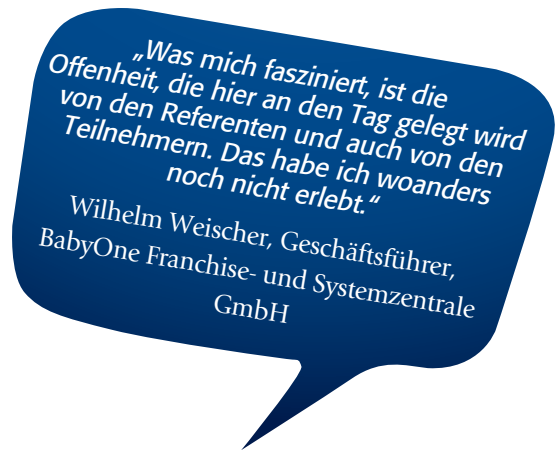 „Was mich fasziniert, ist die
Offenheit, die hier an den Tag gelegt wird
von den Referenten und auch von den
Teilnehmern. Das habe ich woanders
noch nicht erlebt.“
Wilhelm Weischer, Geschäftsführer,
BabyOne Franchise- und Systemzentrale
GmbH